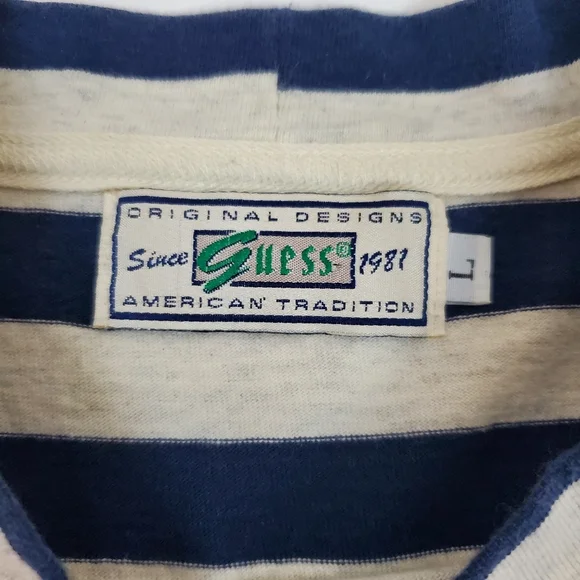 ORIGINAL DESIGNS
Since Guess® 1981
AMERICAN TRADITION
L